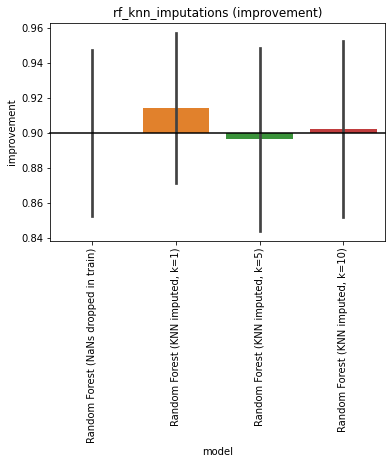 rf_knn_imputations (improvement)
0.96
0.94
0.92
0.90
0.88
0.86
0.84
improvement
Random Forest (NaNs dropped in train)
Random Forest (KNN imputed, k=1)
Random Forest (KNN imputed, k=5)
Random Forest (KNN imputed, k=10)
model